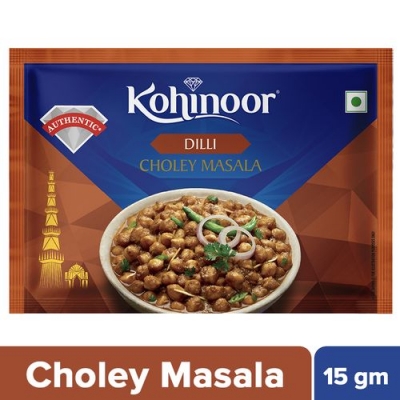 Kohinoor
AUTHENTIC*
DILLI
CHOLEY MASALA
Choley Masala
15 gm